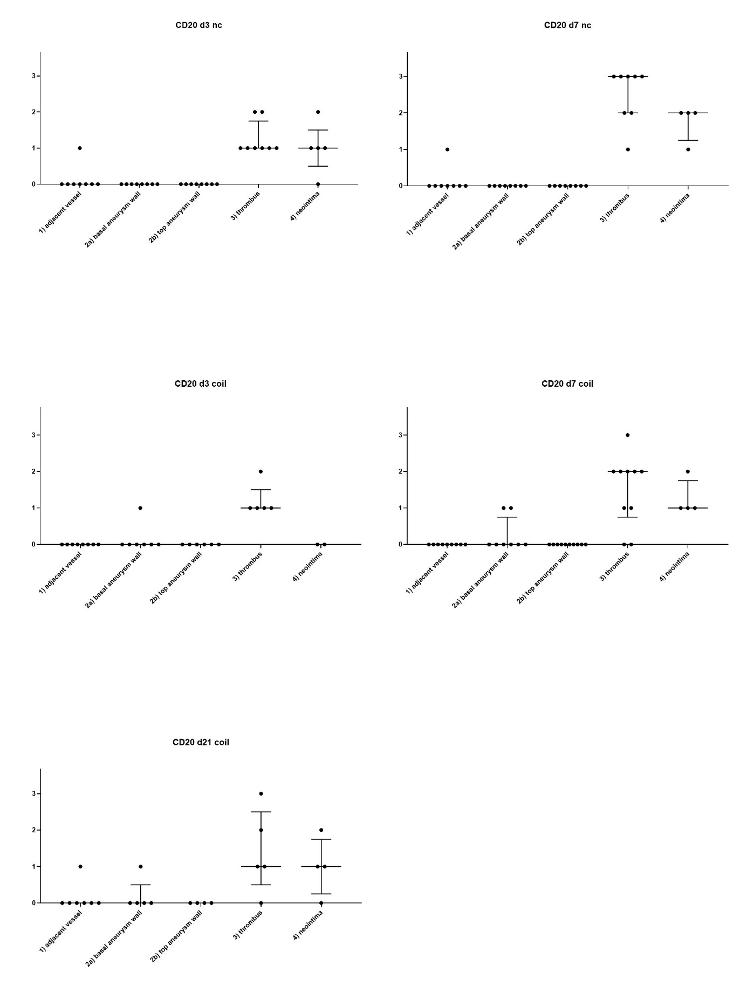 CD20 d3 nc
3
2
1
0
1) adjacent vessel
2a) basal aneurysm wall
2b) top aneurysm wall
3) thrombus
4) neointima
CD20 d7 nc
3
2
1
0
1) adjacent vessel
2a) basal aneurysm wall
2b) top aneurysm wall
3) thrombus
4) neointima
CD20 d3 coil
3
2
1
0
1) adjacent vessel
2a) basal aneurysm wall
2b) top aneurysm wall
3) thrombus
4) neointima
CD20 d7 coil
3
2
1
0
1) adjacent vessel
2a) basal aneurysm wall
2b) top aneurysm wall
3) thrombus
4) neointima
CD20 d21 coil
3
2
1
0
1) adjacent vessel
2a) basal aneurysm wall
2b) top aneurysm wall
3) thrombus
4) neointima